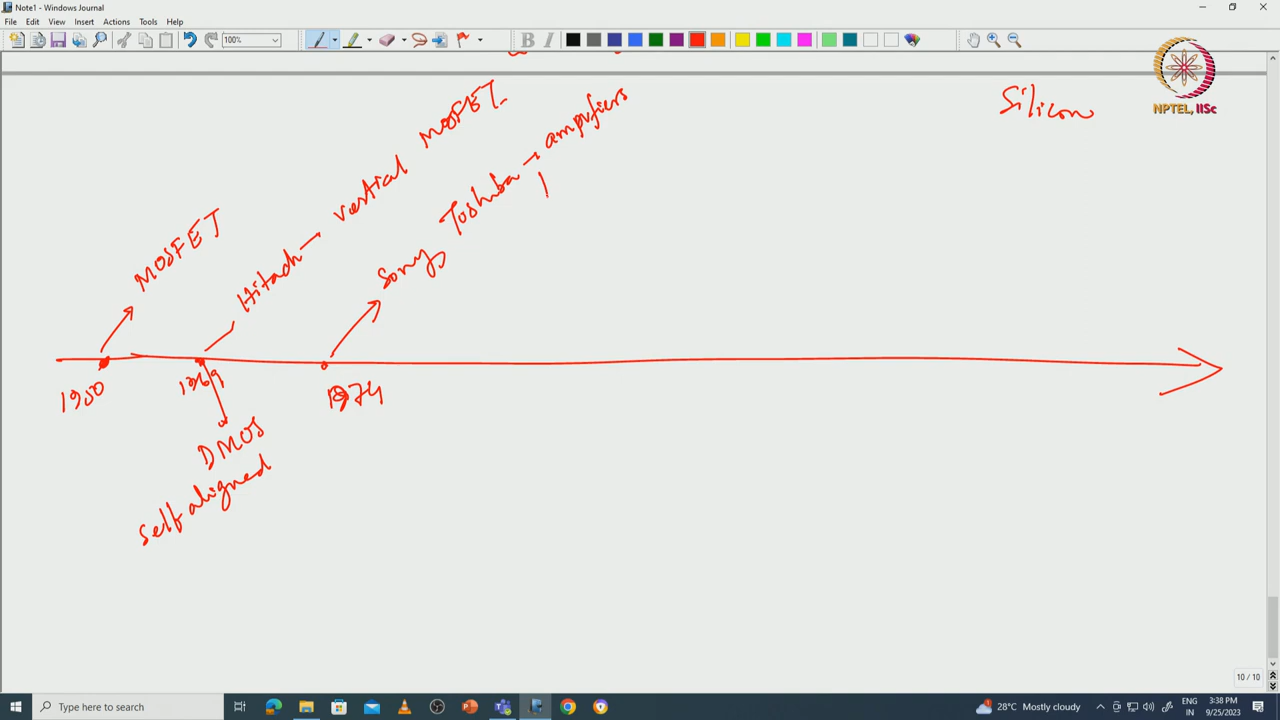 Note1 - Windows Journal
File Edit View Insert Actions Tools Help
100%
B I
NPTEL, IISc
Silicon
MOSFET
Hitachi → vertical MOSFET
Sony, Toshiba → amplifiers
1950
1969
1974
DMOS
self aligned
10 / 10
Type here to search
28°C Mostly cloudy
ENG
IN
3:38 PM
9/25/2023